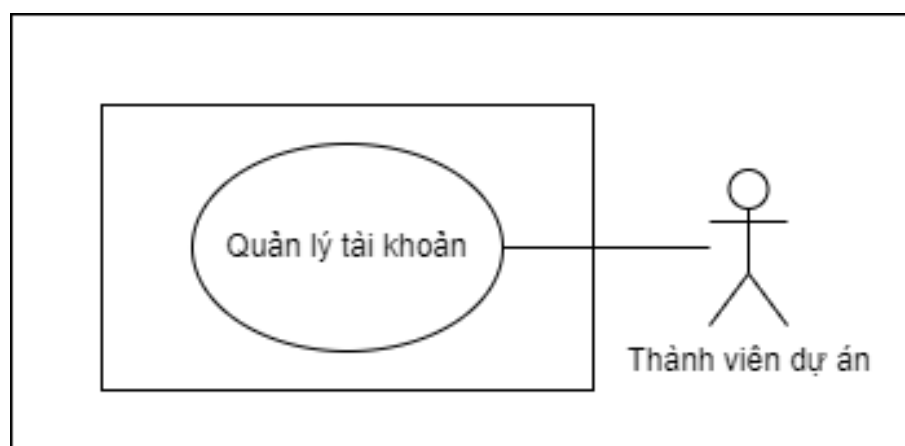 Quản lý tài khoản
Thành viên dự án